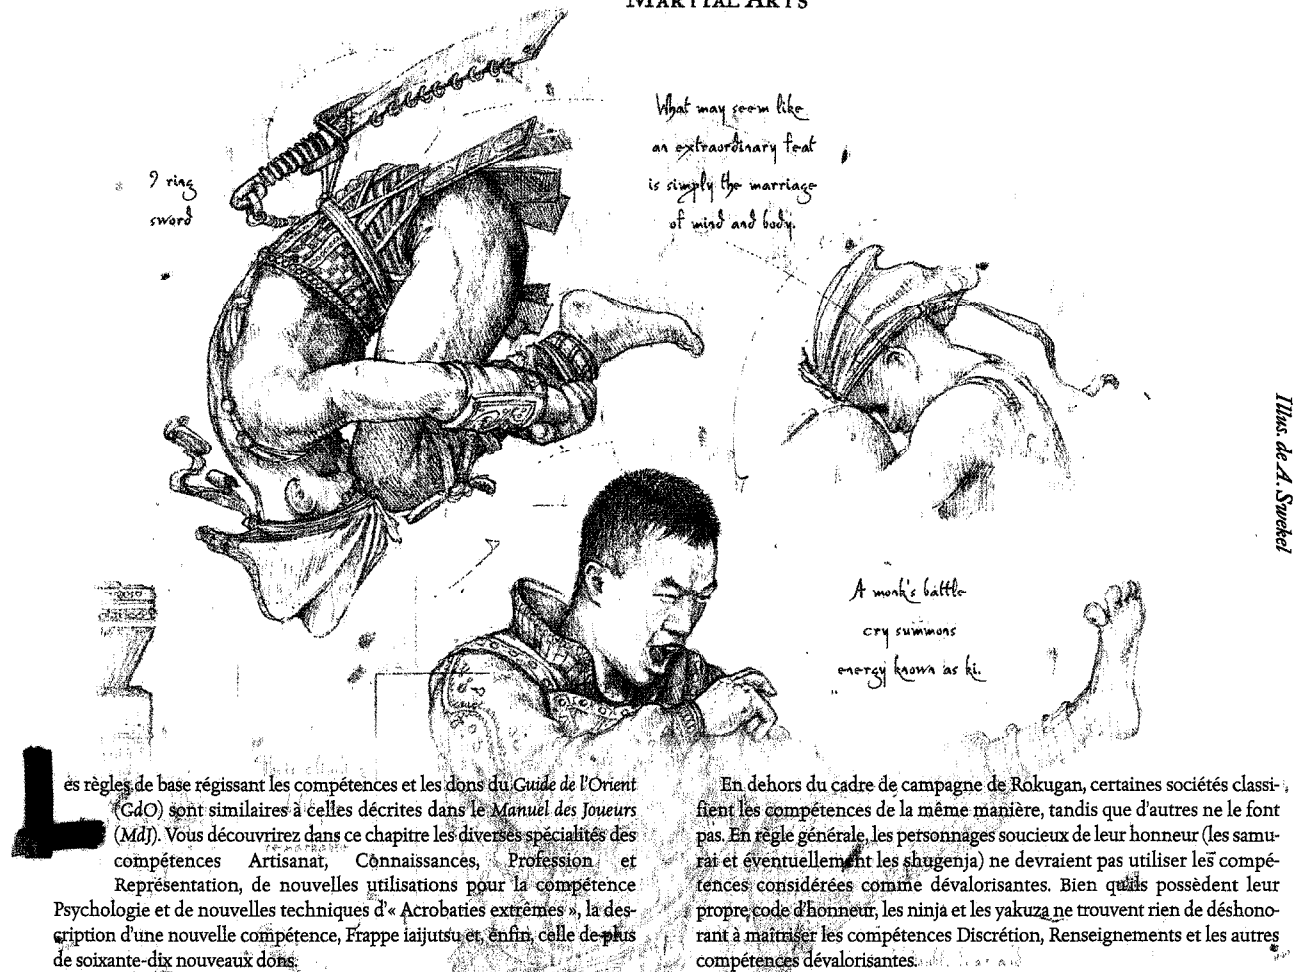 MARTIAL ARTS
9 ring
sword
What may seem like
an extraordinary feat
is simply the marriage
of mind and body.
Illus. de A. Swekel
A monk's battle
cry summons
energy known as ki.
Les règles de base régissant les compétences et les dons du Guide de l'Orient
(GdO) sont similaires à celles décrites dans le Manuel des Joueurs
(MdJ). Vous découvrirez dans ce chapitre les diverses spécialités des
compétences Artisanat, Connaissances, Profession et
Représentation, de nouvelles utilisations pour la compétence
Psychologie et de nouvelles techniques d'« Acrobaties extrêmes », la des-
cription d'une nouvelle compétence, Frappe iaijutsu et, enfin, celle de plus
de soixante-dix nouveaux dons.
En dehors du cadre de campagne de Rokugan, certaines sociétés classi-
fient les compétences de la même manière, tandis que d'autres ne le font
pas. En règle générale, les personnages soucieux de leur honneur (les samu-
rai et éventuellement les shugenja) ne devraient pas utiliser les compé-
tences considérées comme dévalorisantes. Bien qu'ils possèdent leur
propre code d'honneur, les ninja et les yakuza ne trouvent rien de déshono-
rant à maîtriser les compétences Discrétion, Renseignements et les autres
compétences dévalorisantes.